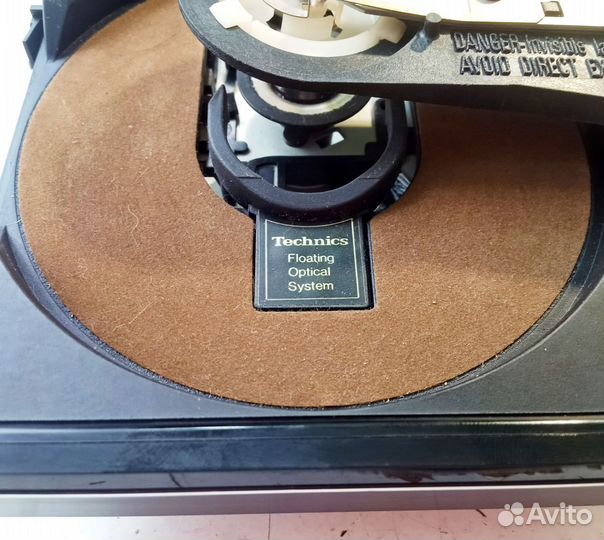 DANGER-Invisible
AVOID DIRECT
Technics
Floating
Optical
System
Avito